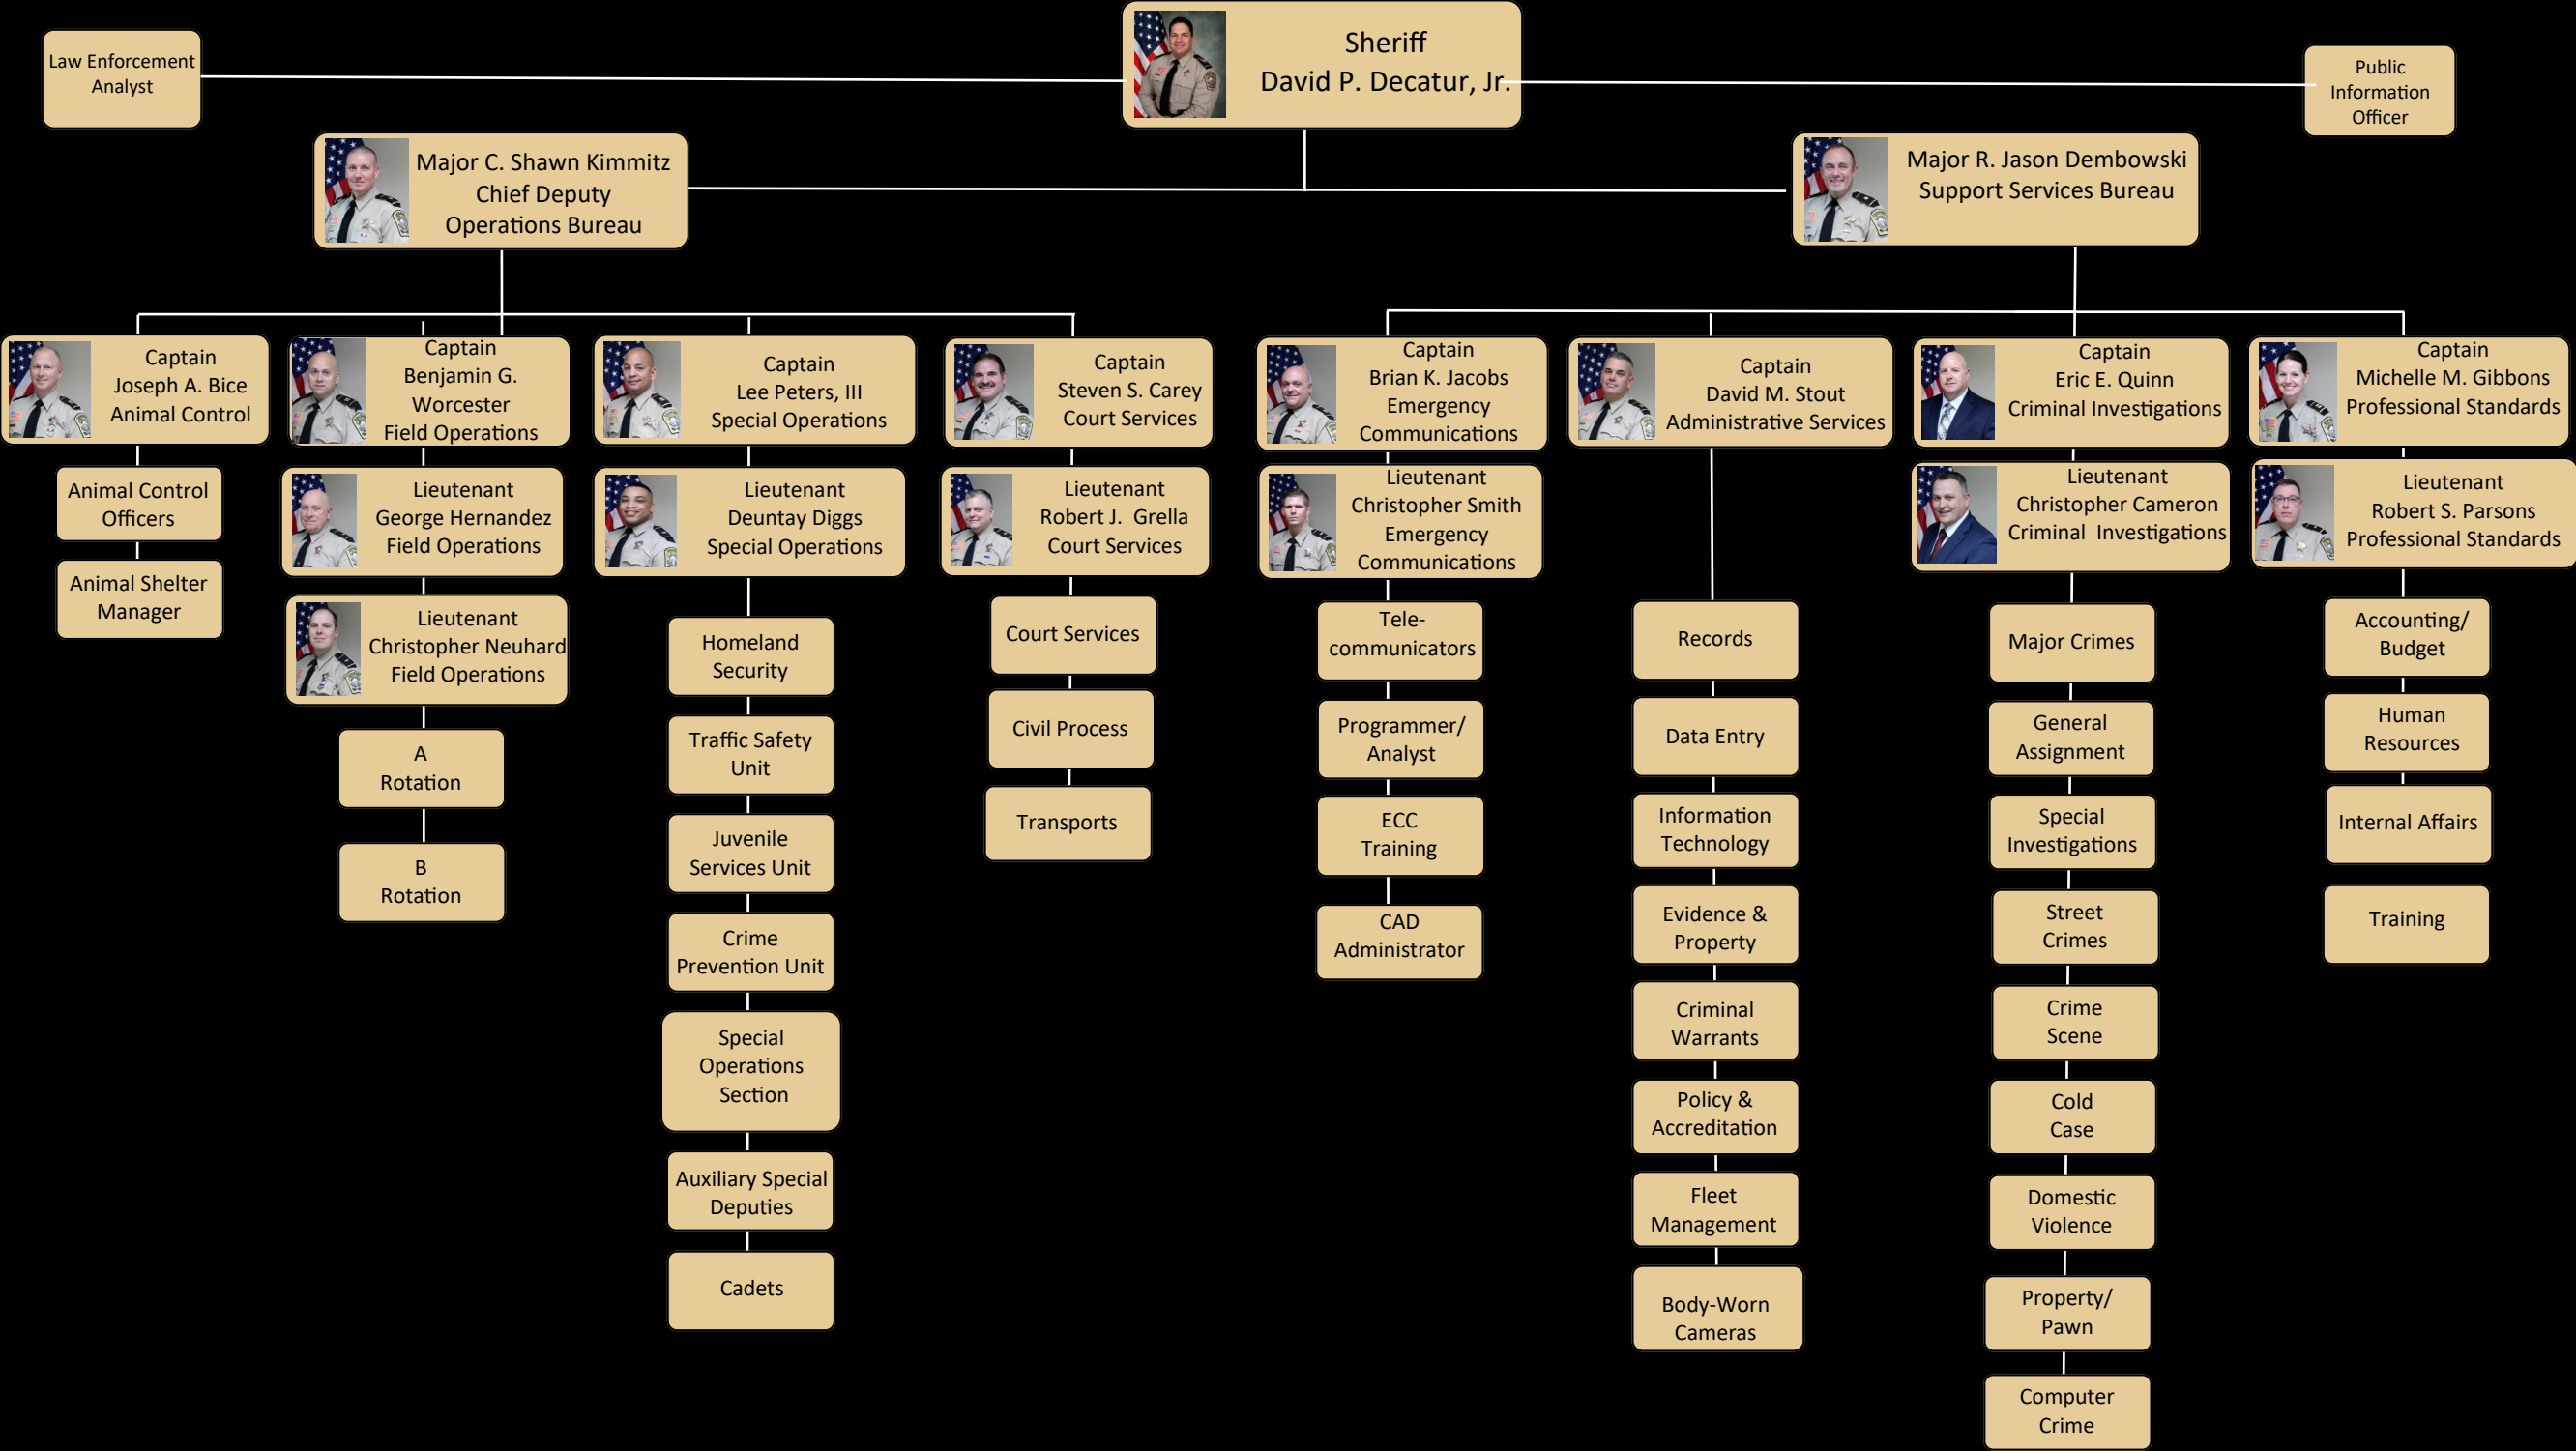 Sheriff
David P. Decatur, Jr.
Law Enforcement
Analyst
Public
Information
Officer
Major C. Shawn Kimmitz
Chief Deputy
Operations Bureau
Major R. Jason Dembowski
Support Services Bureau
Captain
Joseph A. Bice
Animal Control
Animal Control
Officers
Animal Shelter
Manager
Captain
Benjamin G.
Worcester
Field Operations
Lieutenant
George Hernandez
Field Operations
Lieutenant
Christopher Neuhard
Field Operations
A
Rotation
B
Rotation
Captain
Lee Peters, III
Special Operations
Lieutenant
Deuntay Diggs
Special Operations
Homeland
Security
Traffic Safety
Unit
Juvenile
Services Unit
Crime
Prevention Unit
Special
Operations
Section
Auxiliary Special
Deputies
Cadets
Captain
Steven S. Carey
Court Services
Lieutenant
Robert J. Grella
Court Services
Court Services
Civil Process
Transports
Captain
Brian K. Jacobs
Emergency
Communications
Lieutenant
Christopher Smith
Emergency
Communications
Tele-
communicators
Programmer/
Analyst
ECC
Training
CAD
Administrator
Captain
David M. Stout
Administrative Services
Records
Data Entry
Information
Technology
Evidence &
Property
Criminal
Warrants
Policy &
Accreditation
Fleet
Management
Body-Worn
Cameras
Captain
Eric E. Quinn
Criminal Investigations
Lieutenant
Christopher Cameron
Criminal Investigations
Major Crimes
General
Assignment
Special
Investigations
Street
Crimes
Crime
Scene
Cold
Case
Domestic
Violence
Property/
Pawn
Computer
Crime
Captain
Michelle M. Gibbons
Professional Standards
Lieutenant
Robert S. Parsons
Professional Standards
Accounting/
Budget
Human
Resources
Internal Affairs
Training